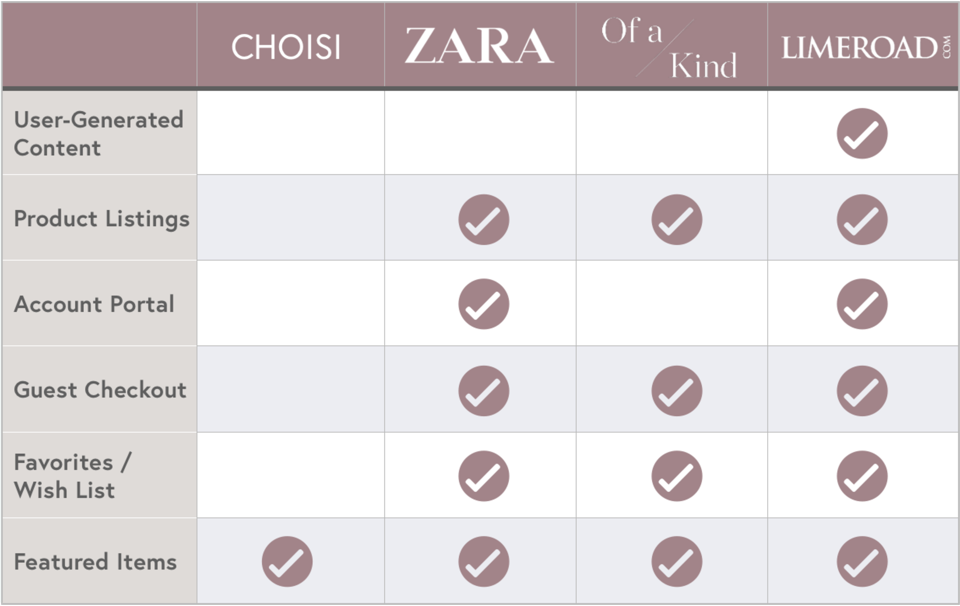 CHOISI
ZARA
Of a
Kind
LIMEROAD.COM
User-Generated
Content
Product Listings
Account Portal
Guest Checkout
Favorites /
Wish List
Featured Items